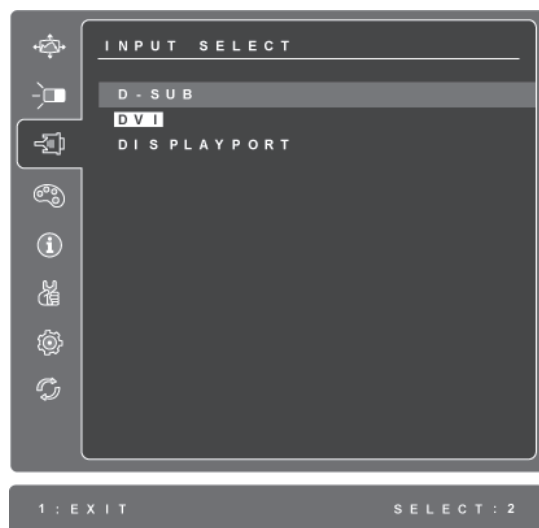 INPUT SELECT
D-SUB
DVI
DISPLAYPORT
1:EXIT SELECT:2